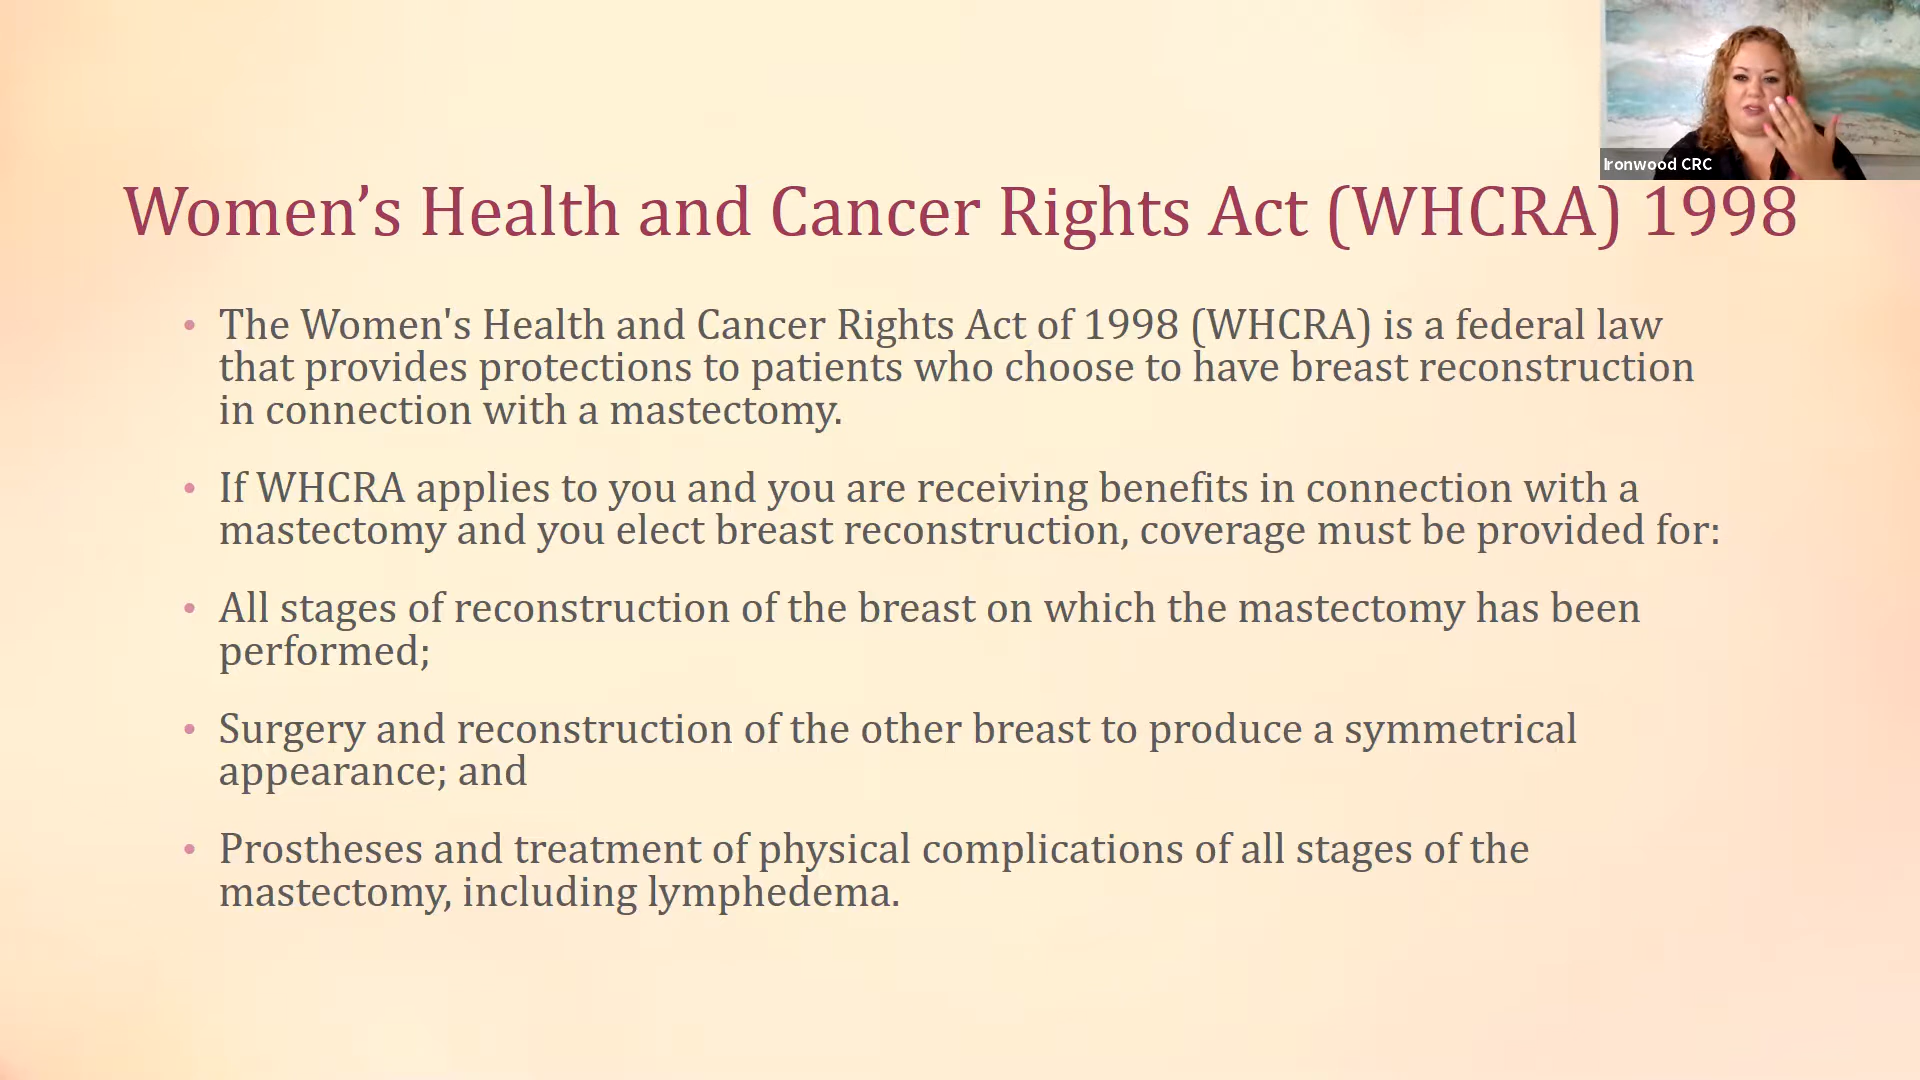 Ironwood CRC
Women’s Health and Cancer Rights Act (WHCRA) 1998
• The Women's Health and Cancer Rights Act of 1998 (WHCRA) is a federal law
that provides protections to patients who choose to have breast reconstruction
in connection with a mastectomy.
• If WHCRA applies to you and you are receiving benefits in connection with a
mastectomy and you elect breast reconstruction, coverage must be provided for:
• All stages of reconstruction of the breast on which the mastectomy has been
performed;
• Surgery and reconstruction of the other breast to produce a symmetrical
appearance; and
• Prostheses and treatment of physical complications of all stages of the
mastectomy, including lymphedema.